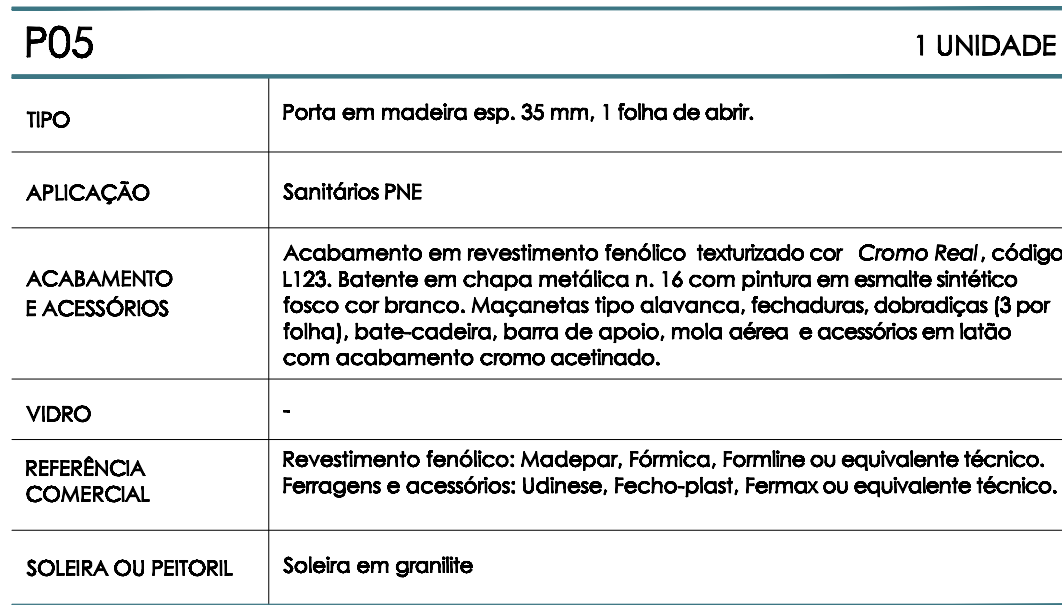 P05 1 UNIDADE
TIPO Porta em madeira esp. 35 mm, 1 folha de abrir.
APLICAÇÃO Sanitários PNE
Acabamento em revestimento fenólico texturizado cor Cromo Real, código
ACABAMENTO L123. Batente em chapa metálica n. 16 com pintura em esmalte sintético
E ACESSÓRIOS fosco cor branco. Maçanetas tipo alavanca, fechaduras, dobradiças (3 por
folha), bate-cadeira, barra de apoio, mola aérea e acessórios em latão
com acabamento cromo acetinado.
VIDRO -
REFERÊNCIA Revestimento fenólico: Madepar, Fórmica, Formline ou equivalente técnico.
COMERCIAL Ferragens e acessórios: Udinese, Fecho-plast, Fermax ou equivalente técnico.
SOLEIRA OU PEITORIL Soleira em granilite